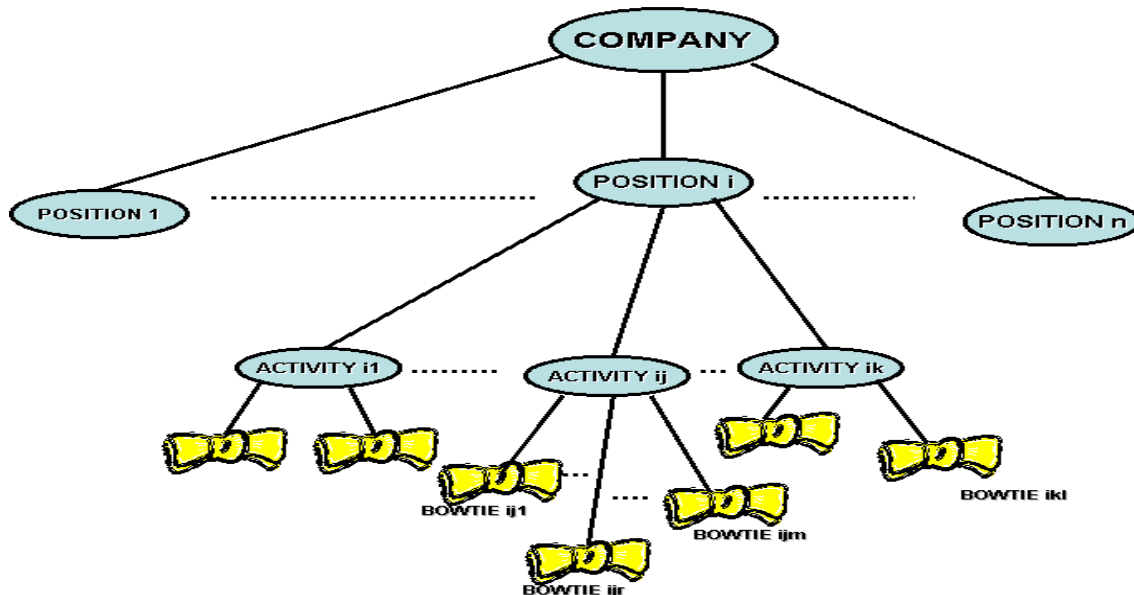 COMPANY
POSITION i
POSITION 1
POSITION n
ACTIVITY i1
ACTIVITY ij
ACTIVITY ik
BOWTIE ikl
BOWTIE ij1
BOWTIE ijm
BOWTIE iir